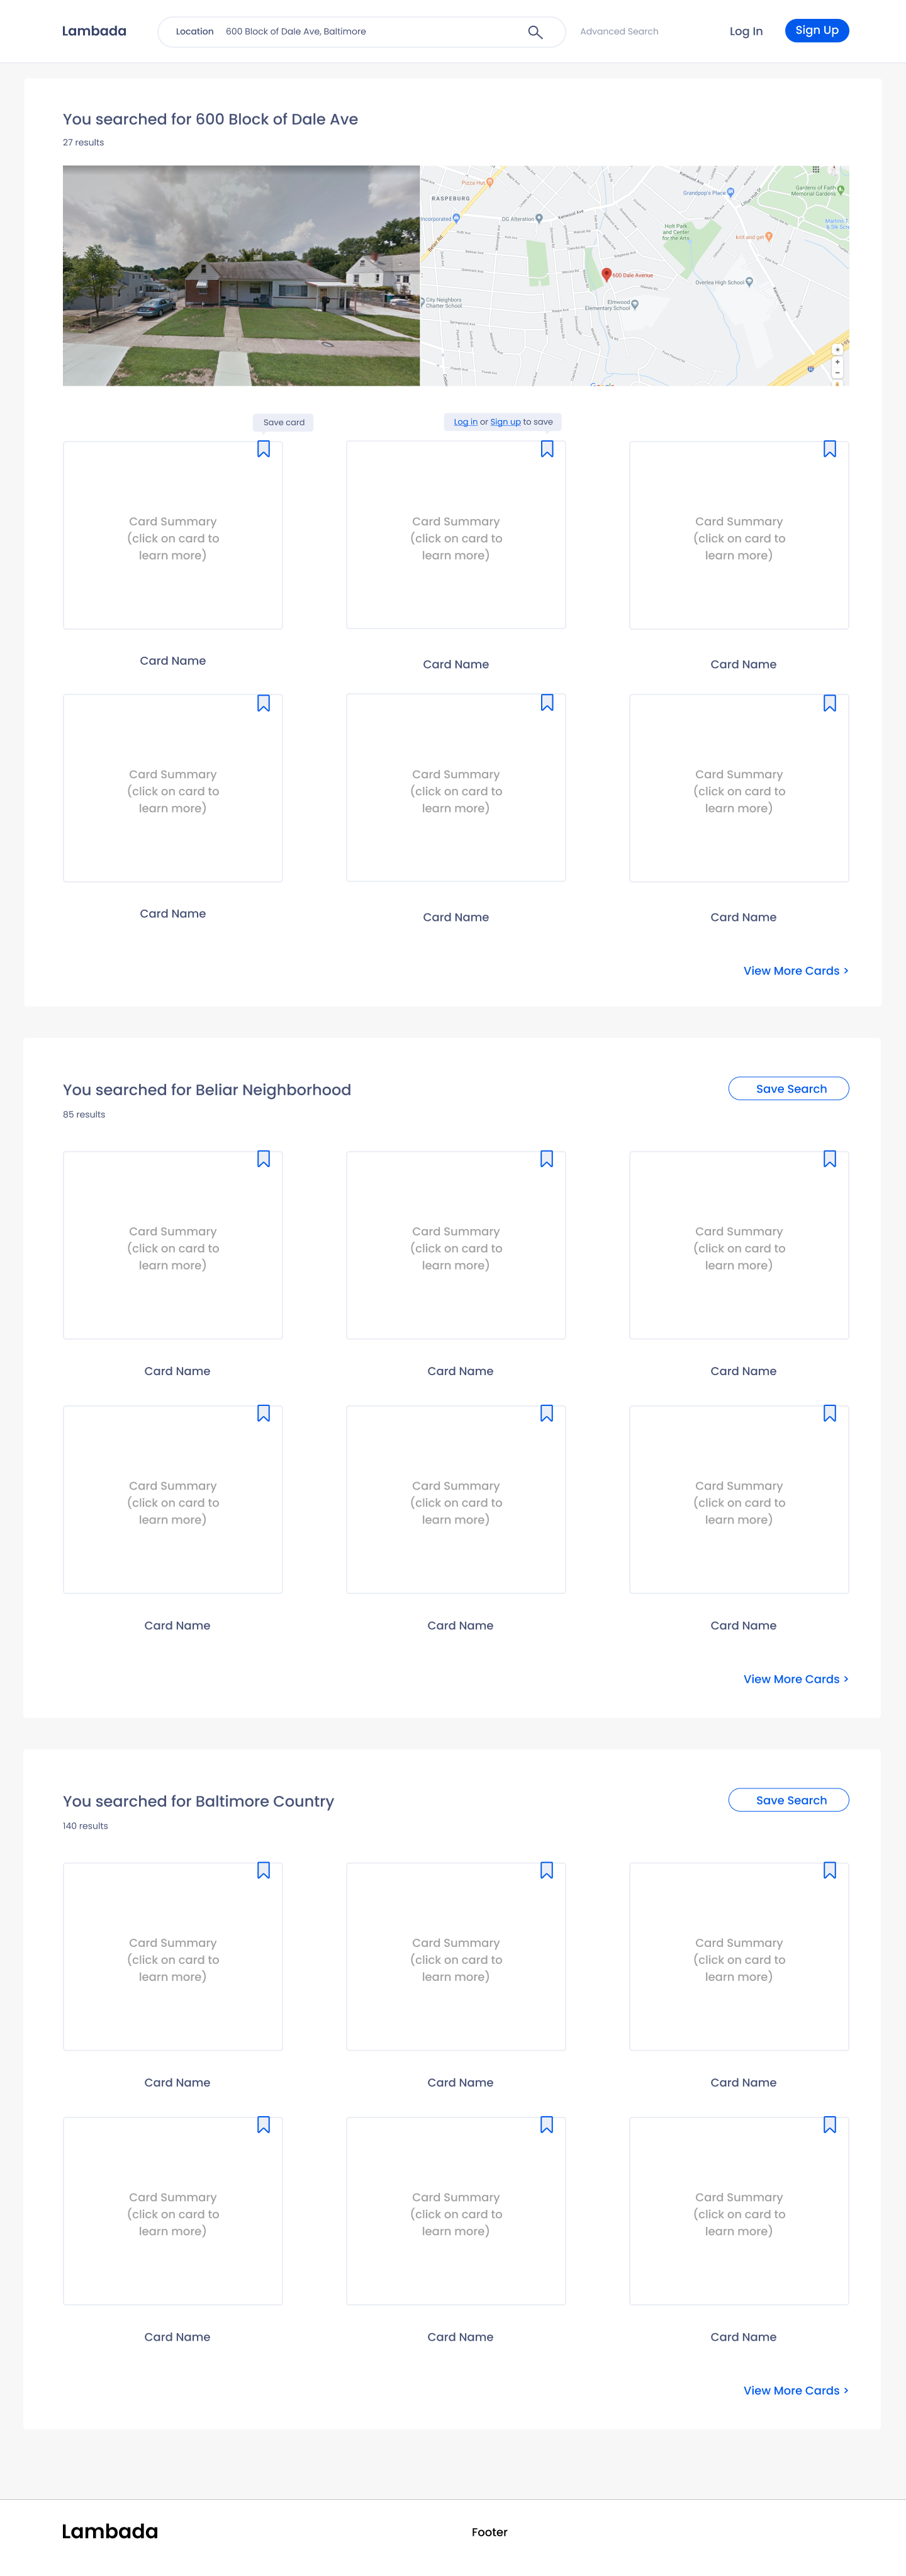 Lambada
Location 600 Block of Dale Ave, Baltimore
Advanced Search
Log In
Sign Up
You searched for 600 Block of Dale Ave
27 results
Pizza Hut
RASPEBURG
Incorporated
DG Alteration
Kenwood Ave
Belair Rd
Grandpop's Place
Gardens of Faith
Memorial Gardens
Holt Park
and Center
for the Arts
knit and gat
600 Dale Avenue
Overlea High School
City Neighbors
Charter School
Elmwood
Elementary School
95
Google
Save card
Log in or Sign up to save
Card Summary
(click on card to
learn more)
Card Summary
(click on card to
learn more)
Card Summary
(click on card to
learn more)
Card Name
Card Name
Card Name
Card Summary
(click on card to
learn more)
Card Summary
(click on card to
learn more)
Card Summary
(click on card to
learn more)
Card Name
Card Name
Card Name
View More Cards >
You searched for Beliar Neighborhood
Save Search
85 results
Card Summary
(click on card to
learn more)
Card Summary
(click on card to
learn more)
Card Summary
(click on card to
learn more)
Card Name
Card Name
Card Name
Card Summary
(click on card to
learn more)
Card Summary
(click on card to
learn more)
Card Summary
(click on card to
learn more)
Card Name
Card Name
Card Name
View More Cards >
You searched for Baltimore Country
Save Search
140 results
Card Summary
(click on card to
learn more)
Card Summary
(click on card to
learn more)
Card Summary
(click on card to
learn more)
Card Name
Card Name
Card Name
Card Summary
(click on card to
learn more)
Card Summary
(click on card to
learn more)
Card Summary
(click on card to
learn more)
Card Name
Card Name
Card Name
View More Cards >
Lambada
Footer